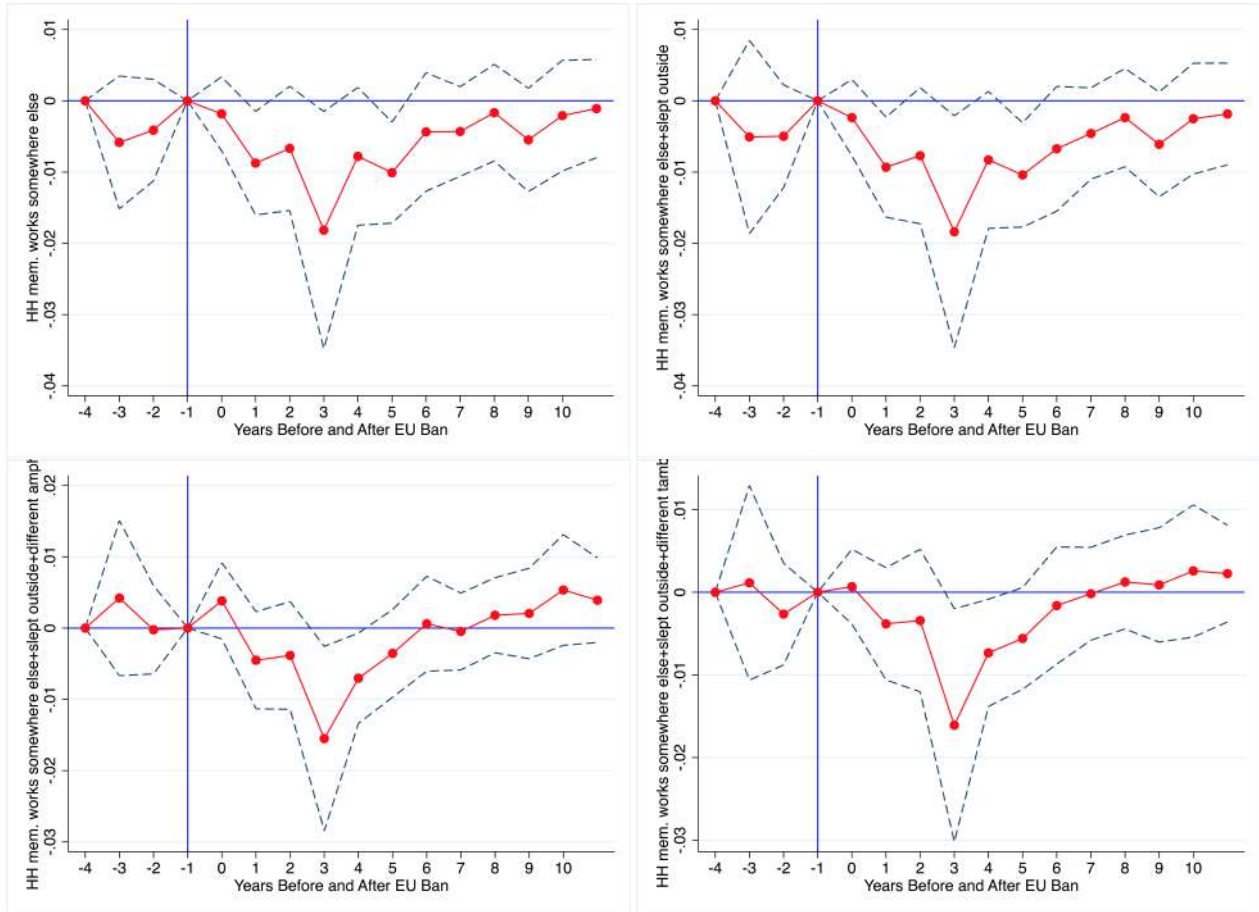 HH mem. works somewhere else
.01
0
-.01
-.02
-.03
-.04
-4 -3 -2 -1 0 1 2 3 4 5 6 7 8 9 10
Years Before and After EU Ban
HH mem. works somewhere else+slept outside
.01
0
-.01
-.02
-.03
-.04
-4 -3 -2 -1 0 1 2 3 4 5 6 7 8 9 10
Years Before and After EU Ban
HH mem. works somewhere else+slept outside+different
.02
.01
0
-.01
-.02
-.03
-4 -3 -2 -1 0 1 2 3 4 5 6 7 8 9 10
Years Before and After EU Ban
HH mem. works somewhere else+slept outside+different
.01
0
-.01
-.02
-.03
-4 -3 -2 -1 0 1 2 3 4 5 6 7 8 9 10
Years Before and After EU Ban